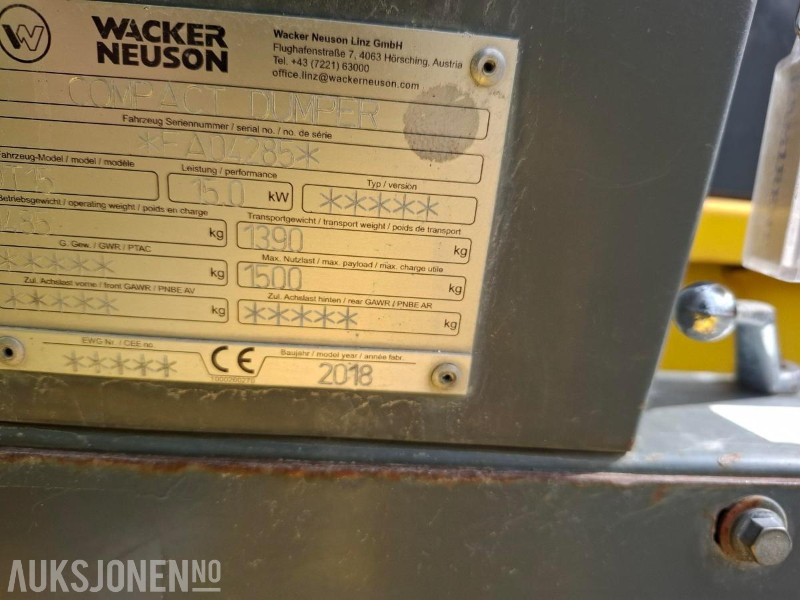 WACKER
NEUSON
Wacker Neuson Linz GmbH
Flughafenstraße 7, 4063 Hörsching, Austria
Tel. +43 (7221) 63000
office.linz@wackerneuson.com
COMPACT DUMPER
Fahrzeug Seriennummer / serial no. / no. de série
A04285*
Fahrzeug-Model / model / modèle
Leistung / performance
15.0 kW
Typ / version
*****
Betriebsgewicht / operating weight / poids en charge
kg
Transportgewicht / transport weight / poids de transport
1390 kg
G. Gew. / GWR / PTAC
***** kg
Max. Nutzlast / max. payload / max. charge utile
1500 kg
Zul. Achslast vorne / front GAWR / PNBE AV
***** kg
Zul. Achslast hinten / rear GAWR / PNBE AR
***** kg
EWG-Nr. / CEE-no.
*****
CE
Baujahr / model year / année fabr.
2018
AUKSJONEN NO